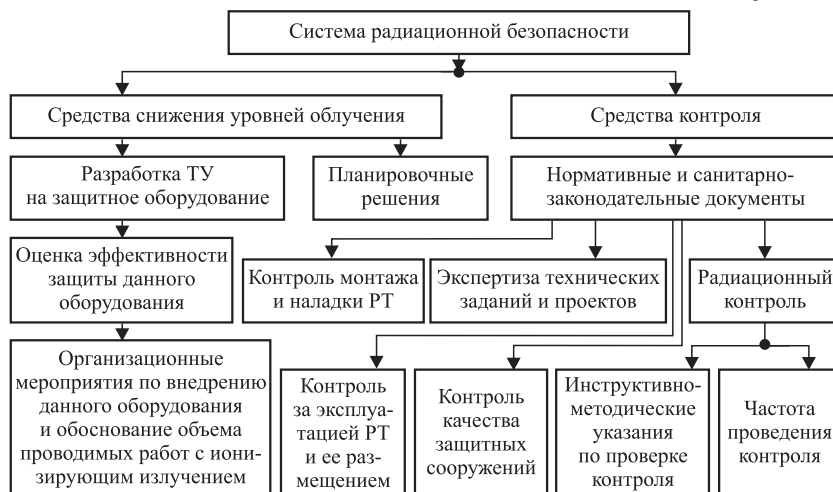 Система радиационной безопасности
Средства снижения уровней облучения
Средства контроля
Разработка ТУ
на защитное оборудование
Планировочные
решения
Нормативные и санитарно-
законодательные документы
Оценка эффективности
защиты данного
оборудования
Контроль монтажа
и наладки РТ
Экспертиза технических
заданий и проектов
Радиационный
контроль
Организационные
мероприятия по внедрению
данного оборудования
и обоснование объема
проводимых работ с иони-
зирующим излучением
Контроль
за эксплуа-
тацией РТ
и ее раз-
мещением
Контроль
качества
защитных
сооружений
Инструктивно-
методические
указания
по проверке
контроля
Частота
проведения
контроля